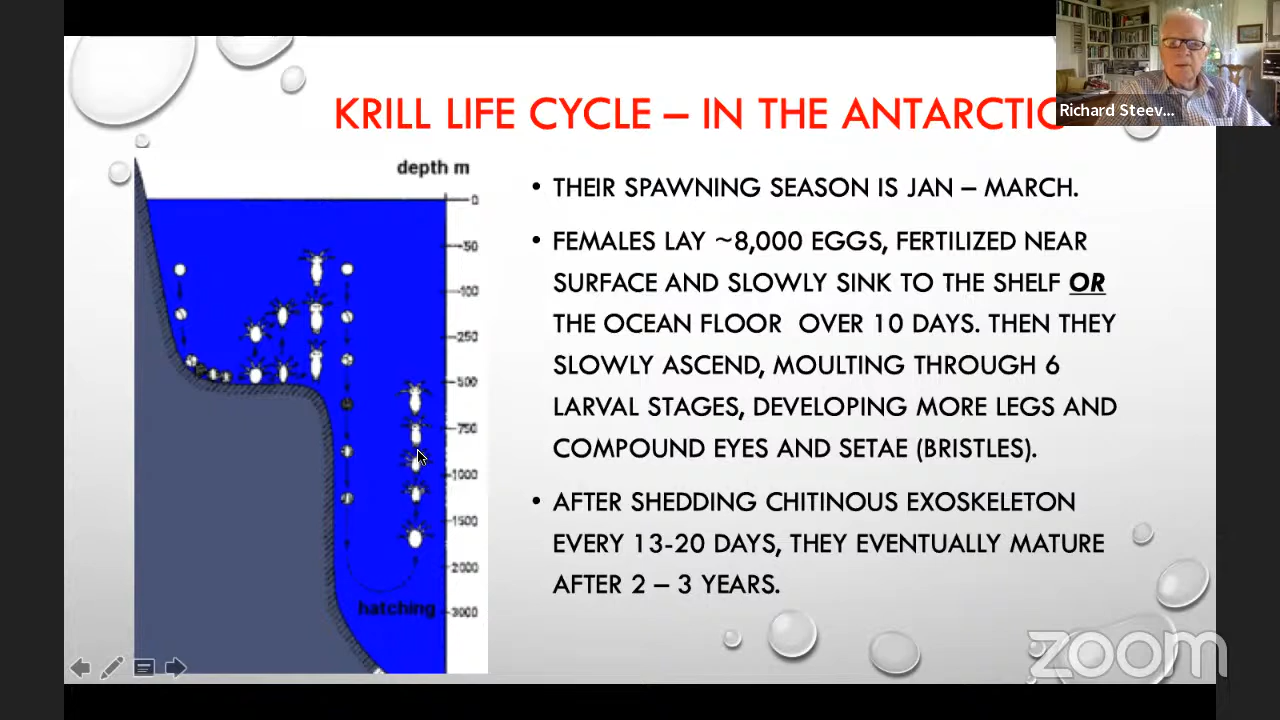 KRILL LIFE CYCLE – IN THE ANTARCTIC
Richard Steev...
depth m
0
50
100
250
500
750
1000
1500
2000
3000
hatching
• THEIR SPAWNING SEASON IS JAN – MARCH.
• FEMALES LAY ~8,000 EGGS, FERTILIZED NEAR
SURFACE AND SLOWLY SINK TO THE SHELF OR
THE OCEAN FLOOR OVER 10 DAYS. THEN THEY
SLOWLY ASCEND, MOULTING THROUGH 6
LARVAL STAGES, DEVELOPING MORE LEGS AND
COMPOUND EYES AND SETAE (BRISTLES).
• AFTER SHEDDING CHITINOUS EXOSKELETON
EVERY 13-20 DAYS, THEY EVENTUALLY MATURE
AFTER 2 – 3 YEARS.
zoom